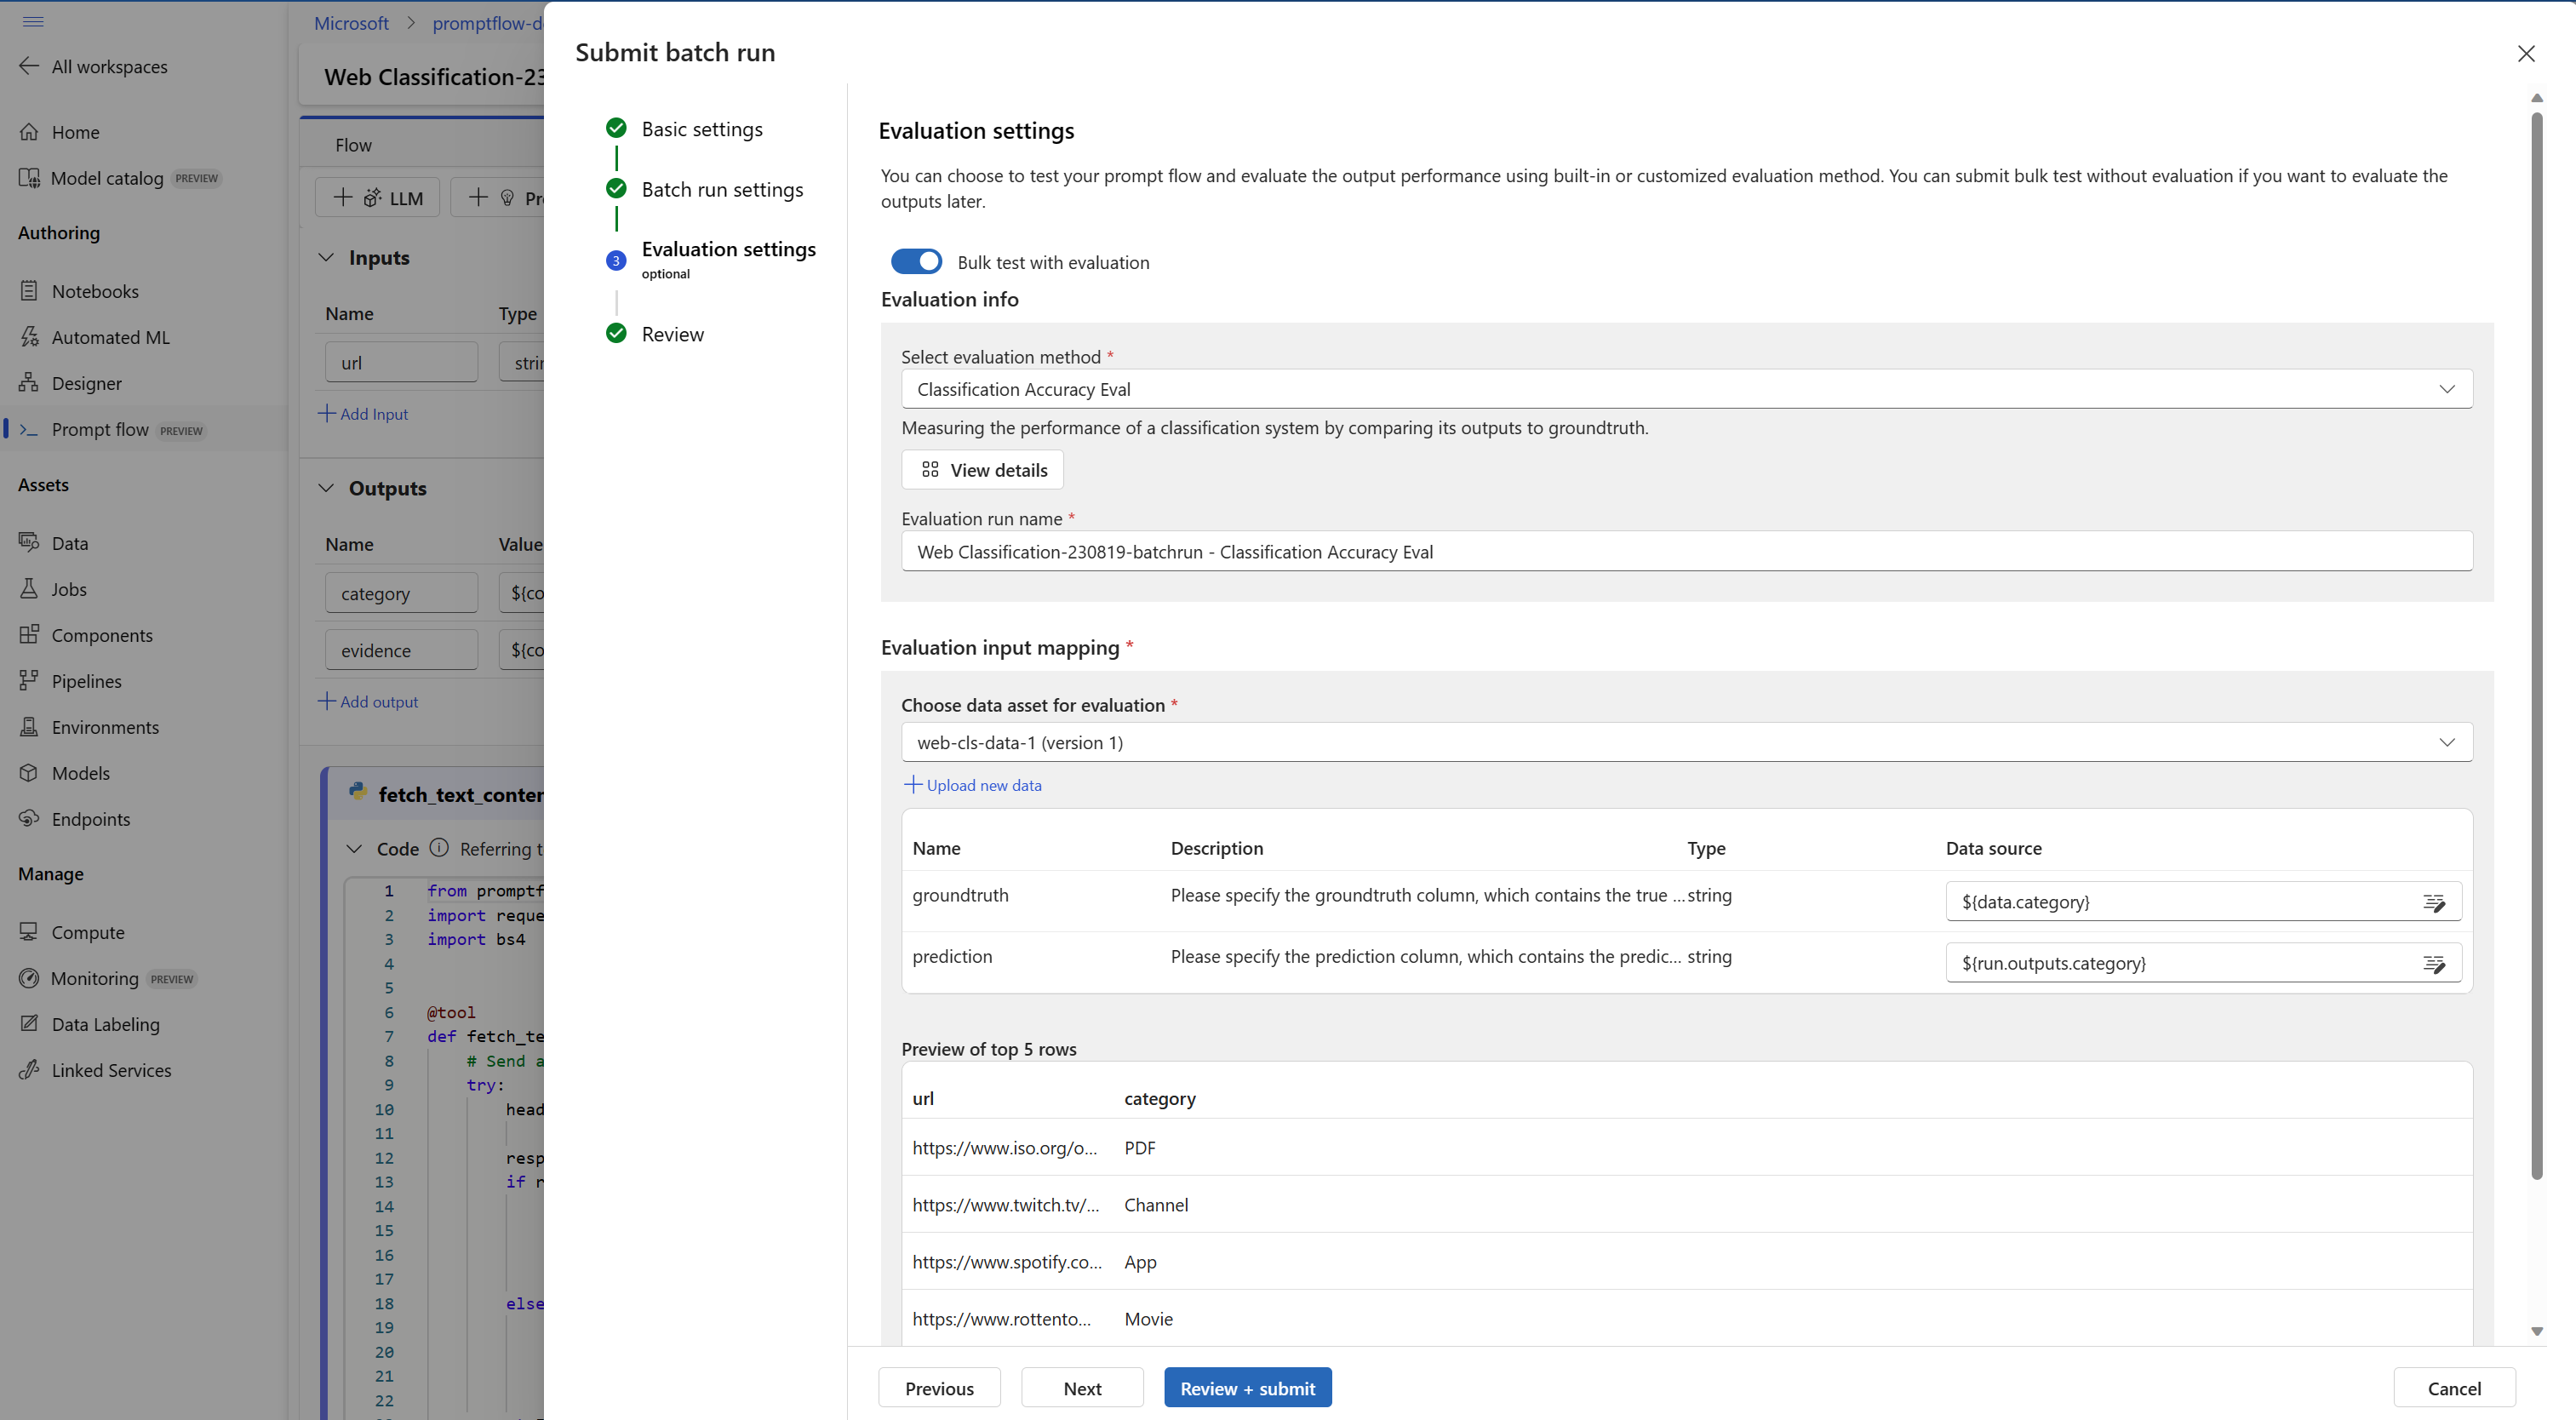 Microsoft > promptflow-d
All workspaces
Web Classification-23
Home
Model catalog PREVIEW
Flow
LLM
Pr
Authoring
Inputs
Notebooks
Name Type
Automated ML
url strin
Designer
Add Input
Prompt flow PREVIEW
Assets
Outputs
Data
Name Value
Jobs
category ${co
Components
evidence ${co
Pipelines
Add output
Environments
Models
fetch_text_conten
Endpoints
Code Referring t
Manage
1 from promptf
2 import reque
3 import bs4
4
5
6 @tool
7 def fetch_te
8 # Send a
9 try:
10 head
11
12 resp
13 if r
14
15
16
17
18 else
19
20
21
22
Compute
Monitoring PREVIEW
Data Labeling
Linked Services
Submit batch run
Basic settings
Batch run settings
3 Evaluation settings
optional
Review
Evaluation settings
You can choose to test your prompt flow and evaluate the output performance using built-in or customized evaluation method. You can submit bulk test without evaluation if you want to evaluate the
outputs later.
Bulk test with evaluation
Evaluation info
Select evaluation method *
Classification Accuracy Eval
Measuring the performance of a classification system by comparing its outputs to groundtruth.
View details
Evaluation run name *
Web Classification-230819-batchrun - Classification Accuracy Eval
Evaluation input mapping *
Choose data asset for evaluation *
web-cls-data-1 (version 1)
Upload new data
Name Description Type Data source
groundtruth Please specify the groundtruth column, which contains the true ... string ${data.category}
prediction Please specify the prediction column, which contains the predic... string ${run.outputs.category}
Preview of top 5 rows
url category
https://www.iso.org/o... PDF
https://www.twitch.tv/... Channel
https://www.spotify.co... App
https://www.rottento... Movie
Previous Next Review + submit Cancel